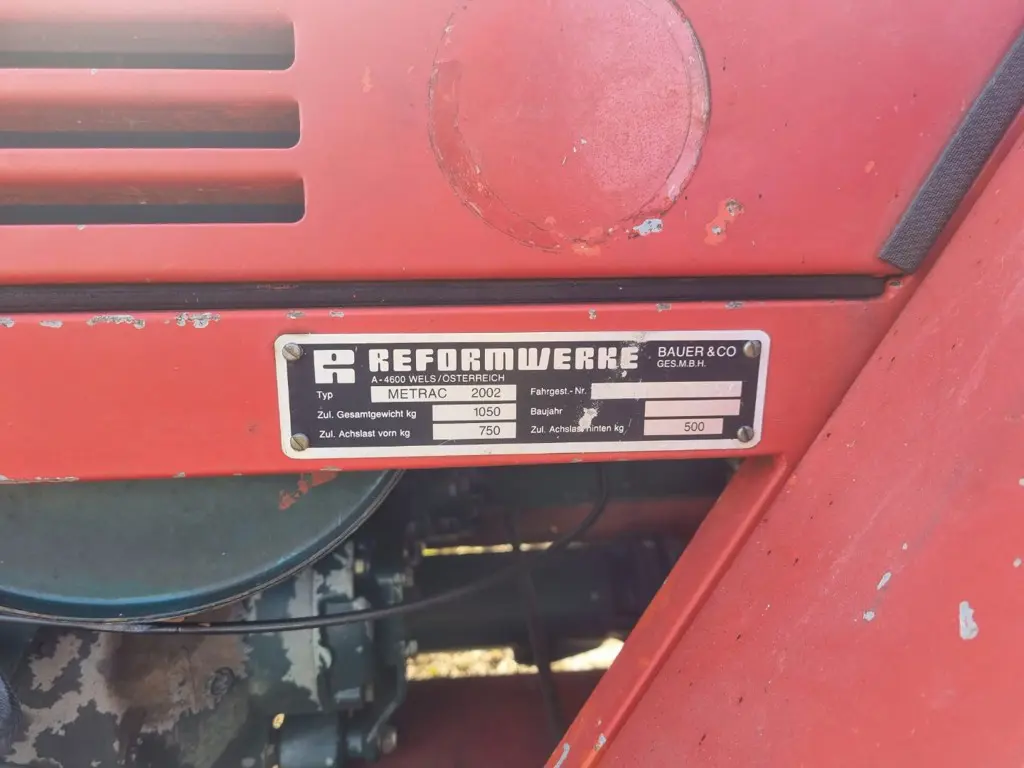 R REFORMWERKE BAUER & CO
GES.M.B.H.
A-4600 WELS/ÖSTERREICH
Typ METRAC 2002 Fahrgest.- Nr.
Zul. Gesamtgewicht kg 1050 Baujahr
Zul. Achslast vorn kg 750 Zul. Achslast hinten kg 500